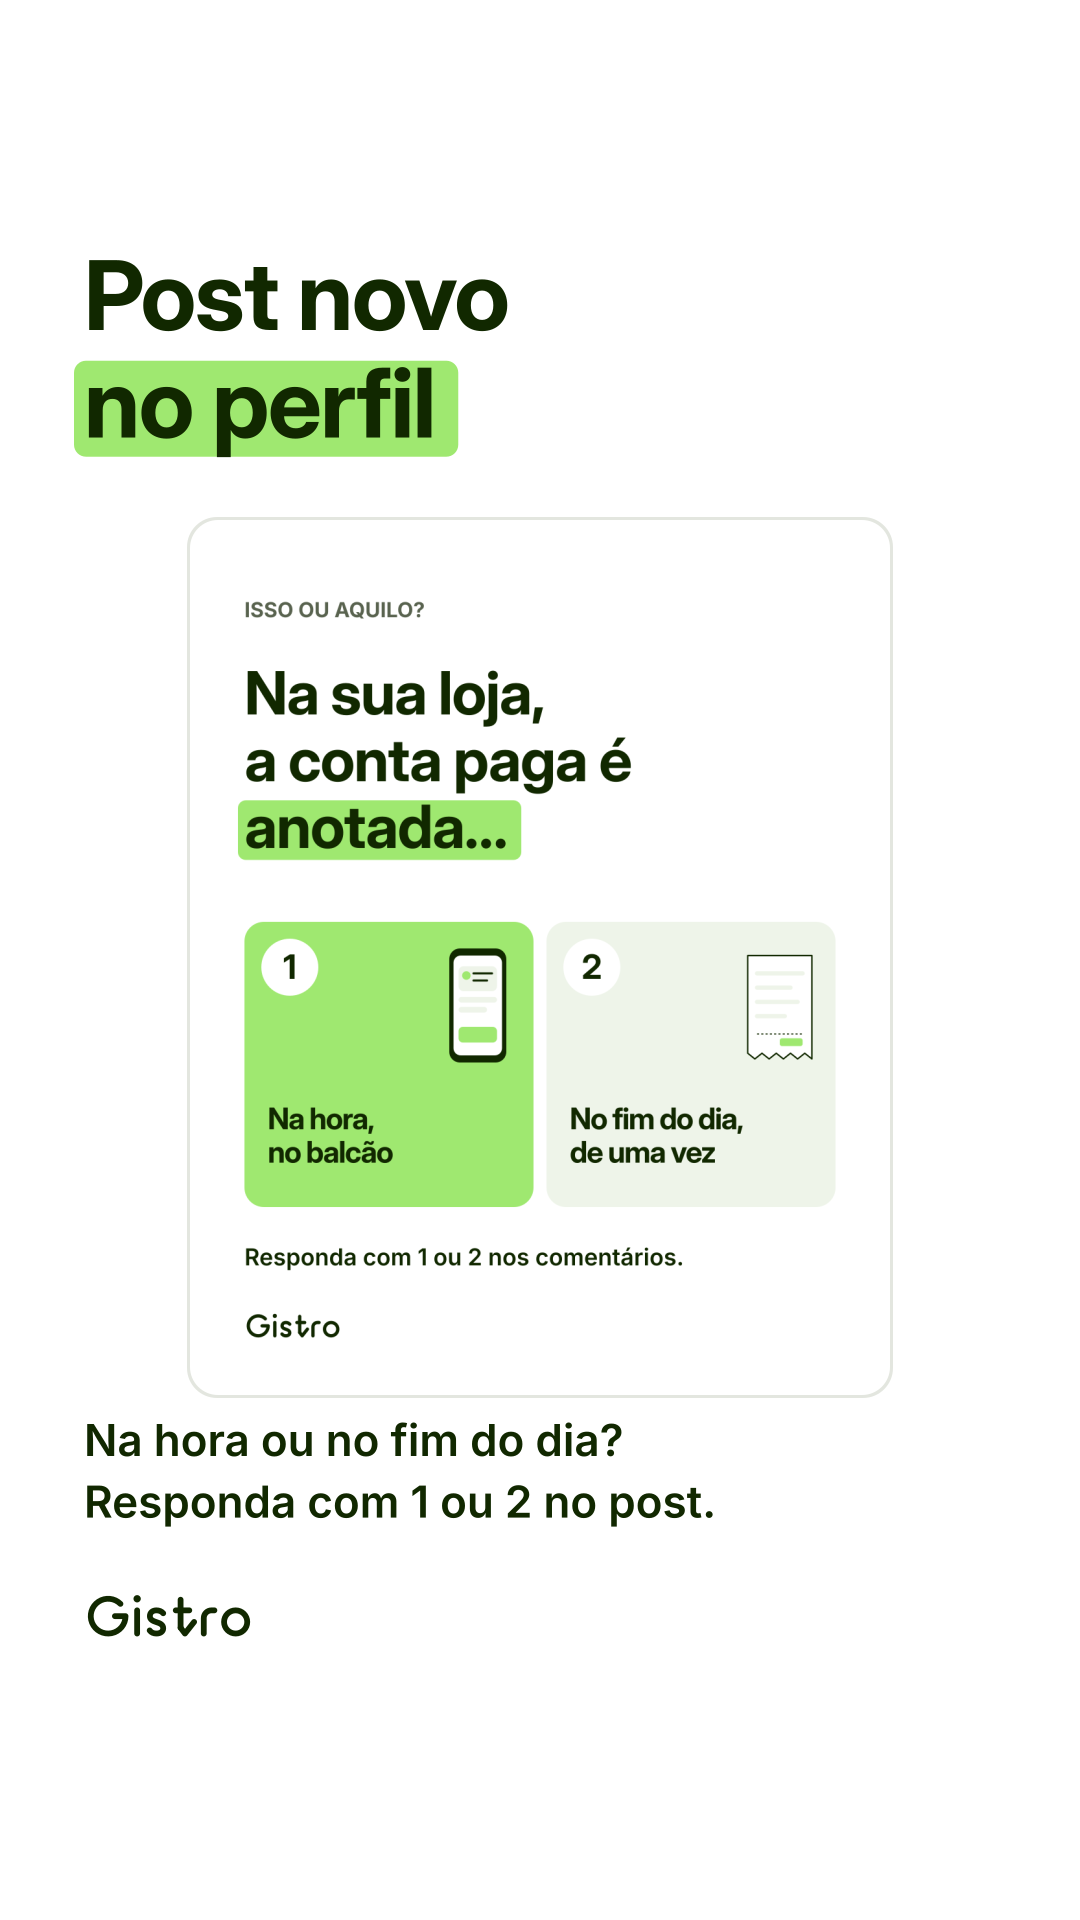 Post novo
no perfil
ISSO OU AQUILO?
Na sua loja,
a conta paga é
anotada...
1
2
Na hora,
no balcão
No fim do dia,
de uma vez
Responda com 1 ou 2 nos comentários.
Gistro
Na hora ou no fim do dia?
Responda com 1 ou 2 no post.
Gistro